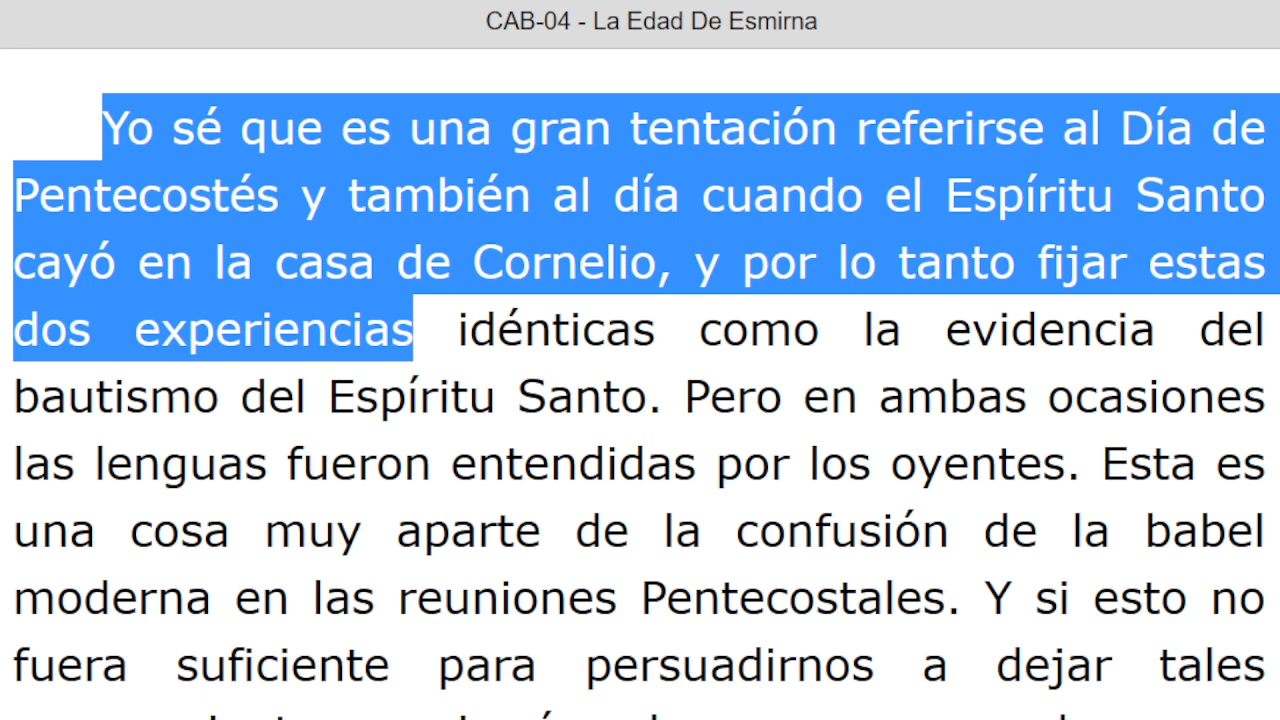 CAB-04 - La Edad De Esmirna
Yo sé que es una gran tentación referirse al Día de
Pentecostés y también al día cuando el Espíritu Santo
cayó en la casa de Cornelio, y por lo tanto fijar estas
dos experiencias idénticas como la evidencia del
bautismo del Espíritu Santo. Pero en ambas ocasiones
las lenguas fueron entendidas por los oyentes. Esta es
una cosa muy aparte de la confusión de la babel
moderna en las reuniones Pentecostales. Y si esto no
fuera suficiente para persuadirnos a dejar tales